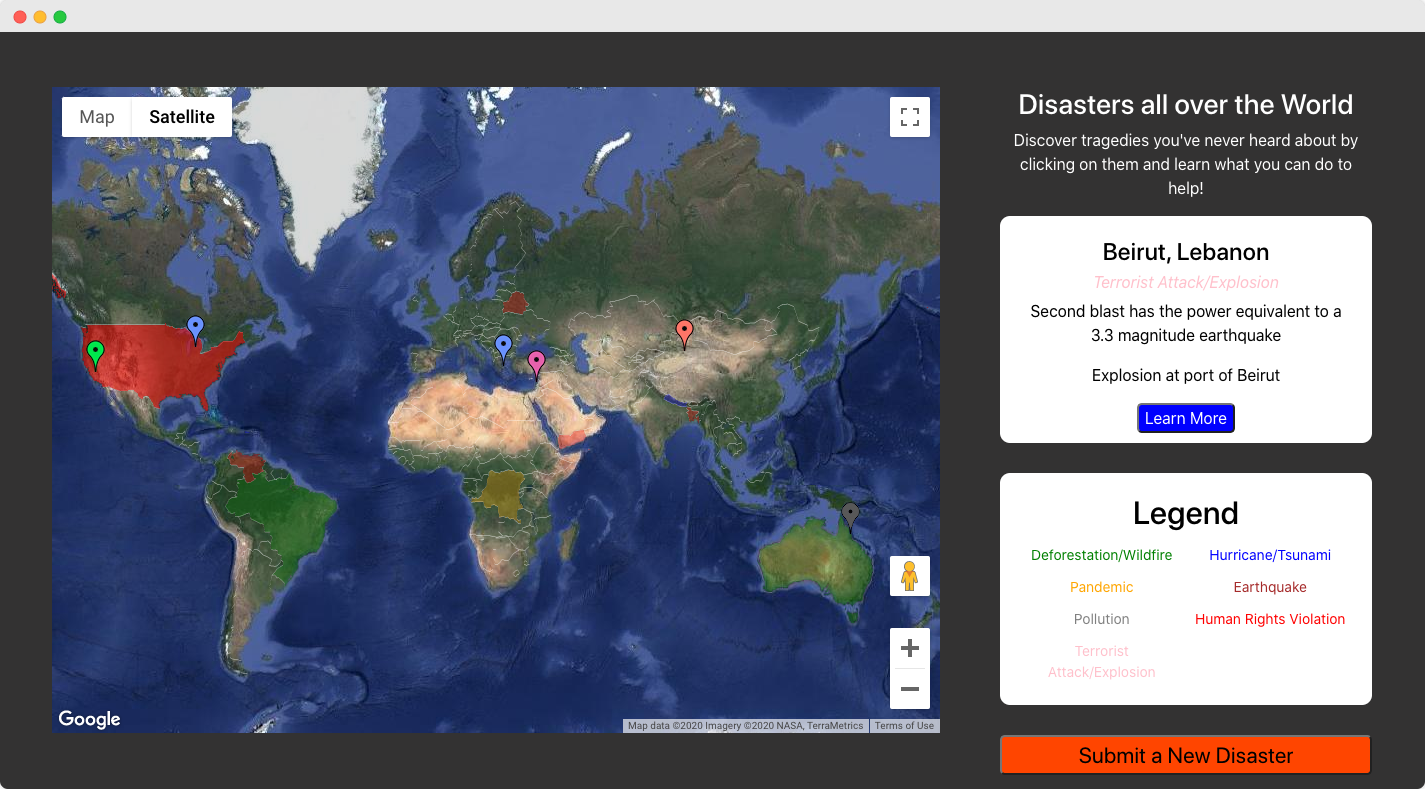 Map Satellite
Disasters all over the World
Discover tragedies you've never heard about by
clicking on them and learn what you can do to
help!
Beirut, Lebanon
Terrorist Attack/Explosion
Second blast has the power equivalent to a
3.3 magnitude earthquake
Explosion at port of Beirut
Learn More
Legend
Deforestation/Wildfire Hurricane/Tsunami
Pandemic Earthquake
Pollution Human Rights Violation
Terrorist
Attack/Explosion
Google
Map data ©2020 Imagery ©2020 NASA, TerraMetrics Terms of Use
Submit a New Disaster